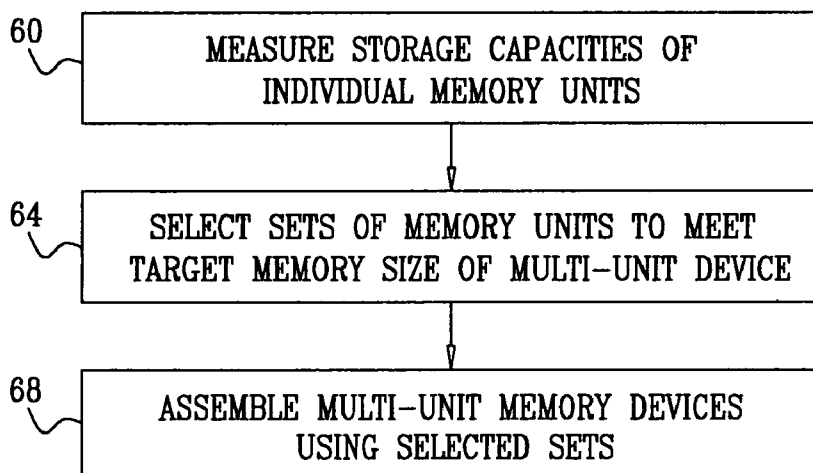 60
MEASURE STORAGE CAPACITIES OF
INDIVIDUAL MEMORY UNITS
64
SELECT SETS OF MEMORY UNITS TO MEET
TARGET MEMORY SIZE OF MULTI-UNIT DEVICE
68
ASSEMBLE MULTI-UNIT MEMORY DEVICES
USING SELECTED SETS